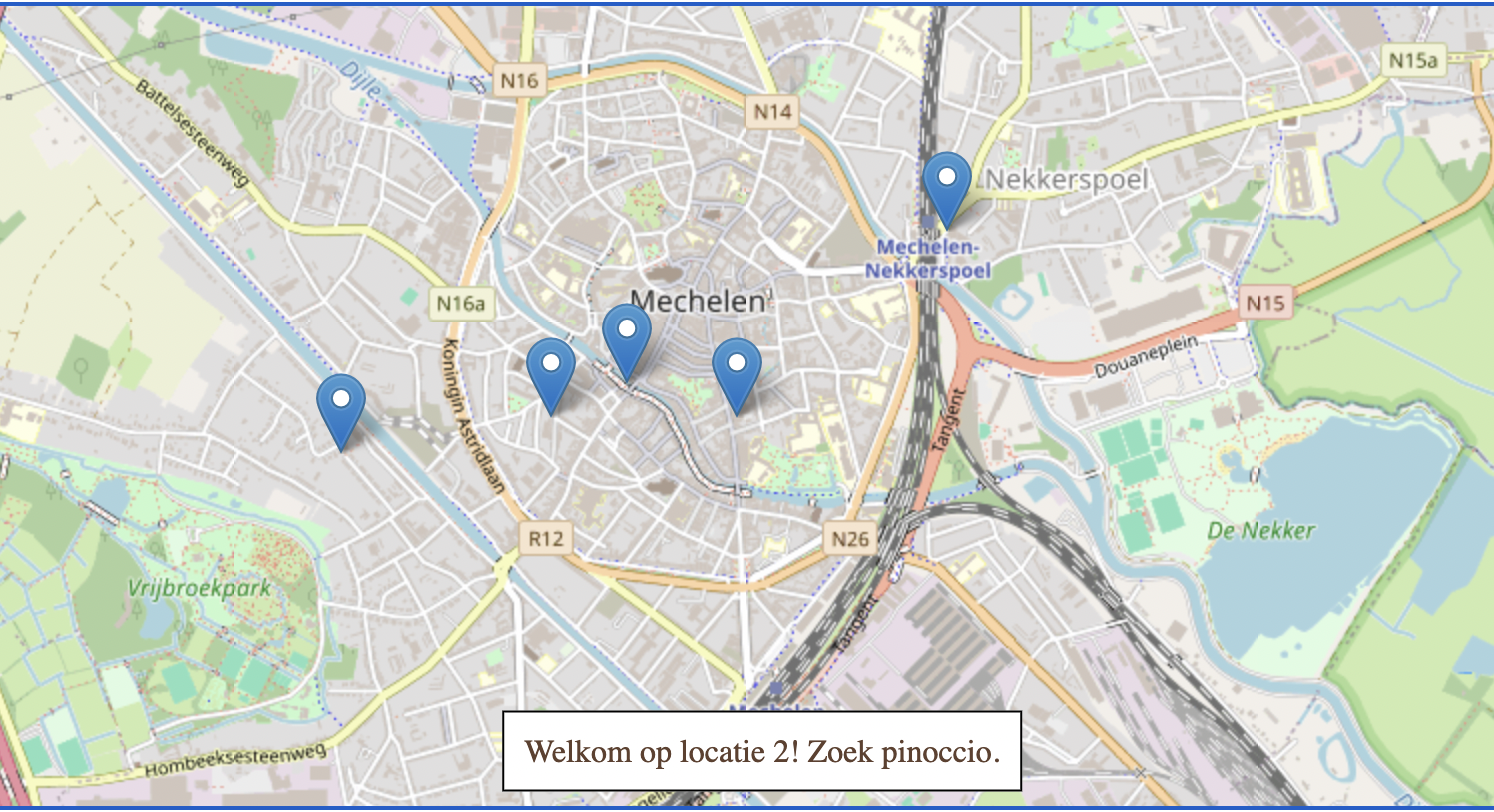 N15a
N16
Dijle
Battelsesteenweg
N14
Nekkerspoel
Mechelen-
Nekkerspoel
N16a
Mechelen
N15
Koningin Astridlaan
Douaneplein
Tangent
De Nekker
R12
N26
Vrijbroekpark
Tangent
Hombeeksesteenweg
Welkom op locatie 2! Zoek pinoccio.